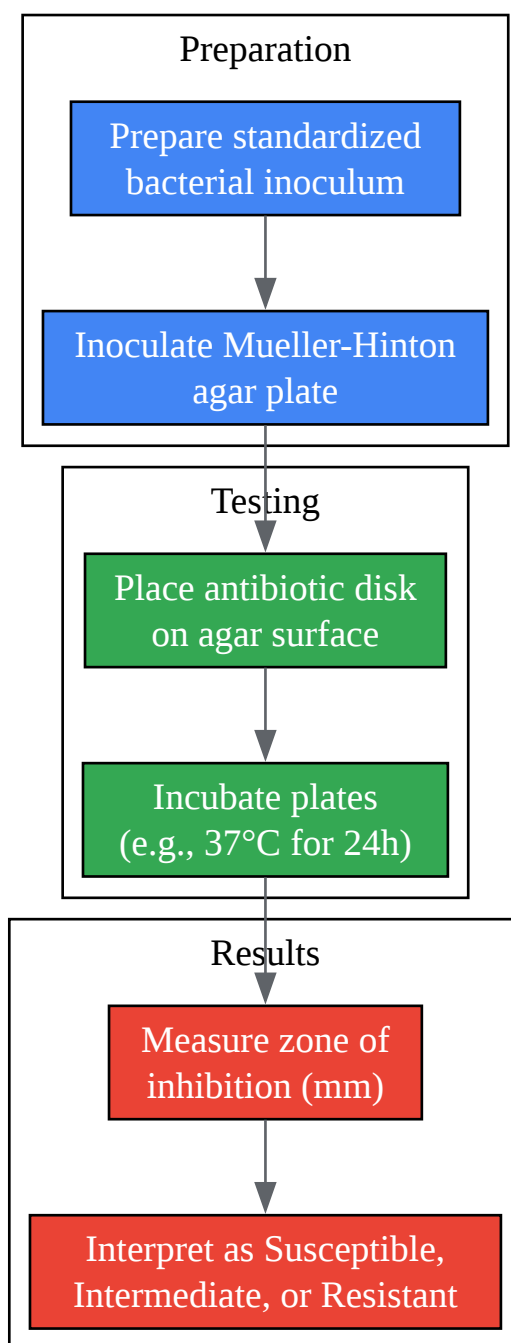 Preparation
Prepare standardized
bacterial inoculum
Inoculate Mueller-Hinton
agar plate
Testing
Place antibiotic disk
on agar surface
Incubate plates
(e.g., 37°C for 24h)
Results
Measure zone of
inhibition (mm)
Interpret as Susceptible,
Intermediate, or Resistant